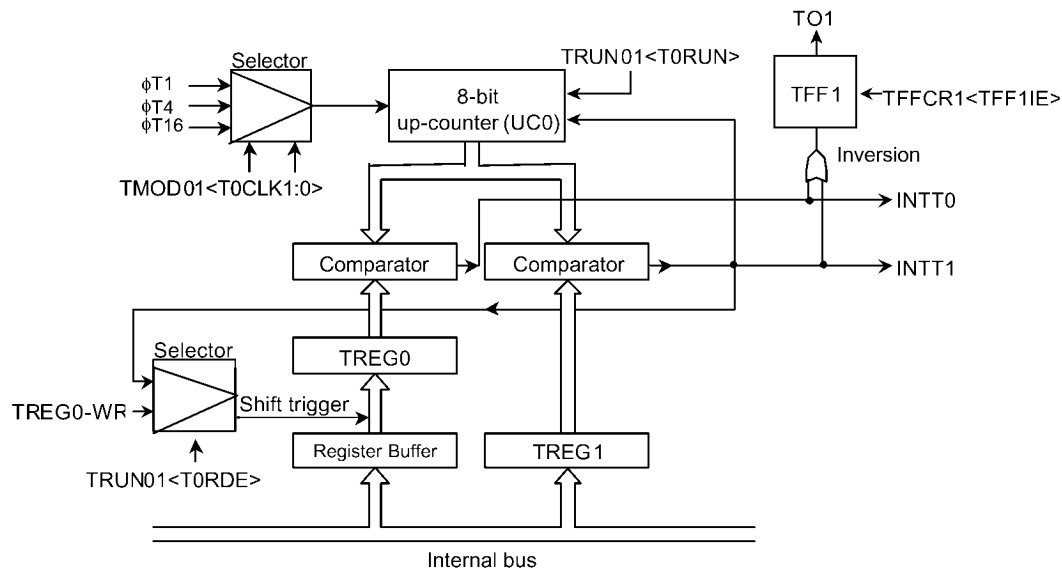 TO1
Selector
TRUN01<T0RUN>
ϕT1
ϕT4
ϕT16
8-bit
up-counter (UC0)
TFF1
TFFCR1<TFF1IE>
Inversion
TMOD01<T0CLK1:0>
INTT0
Comparator
Comparator
INTT1
Selector
TREG0
TREG0-WR
Shift trigger
Register Buffer
TREG1
TRUN01<T0RDE>
Internal bus